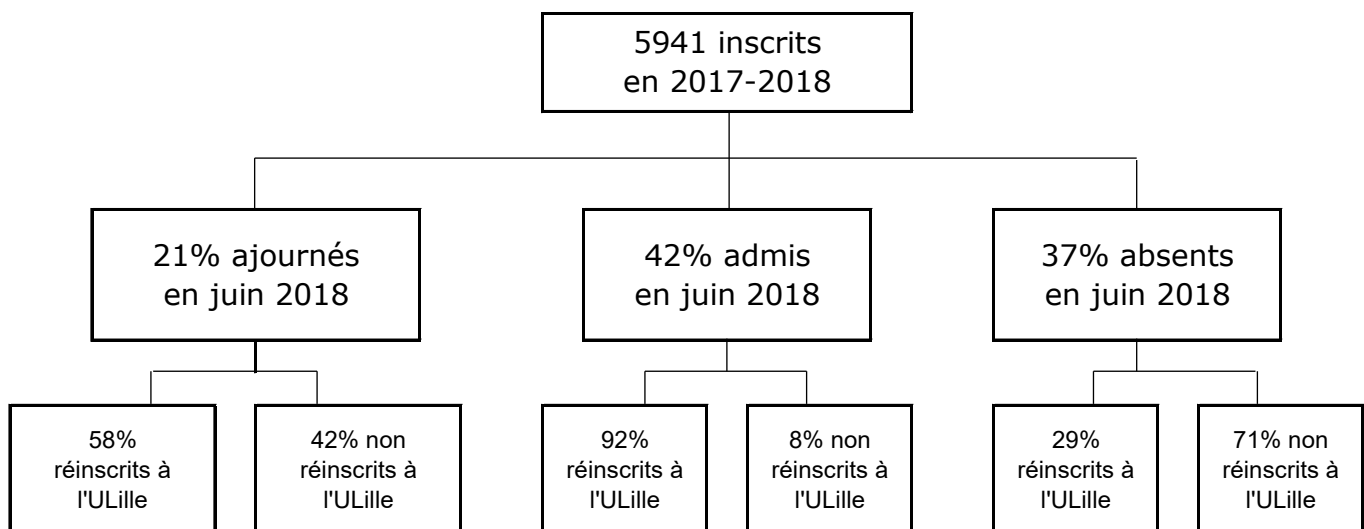 5941 inscrits
en 2017-2018
21% ajournés
en juin 2018
42% admis
en juin 2018
37% absents
en juin 2018
58%
réinscrits à
l'ULille
42% non
réinscrits à
l'ULille
92%
réinscrits à
l'ULille
8% non
réinscrits à
l'ULille
29%
réinscrits à
l'ULille
71% non
réinscrits à
l'ULille